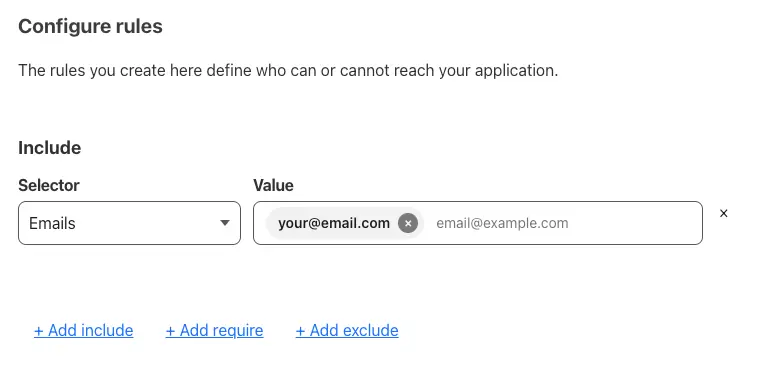 Configure rules
The rules you create here define who can or cannot reach your application.
Include
Selector Value
Emails your@email.com × email@example.com ×
+ Add include + Add require + Add exclude